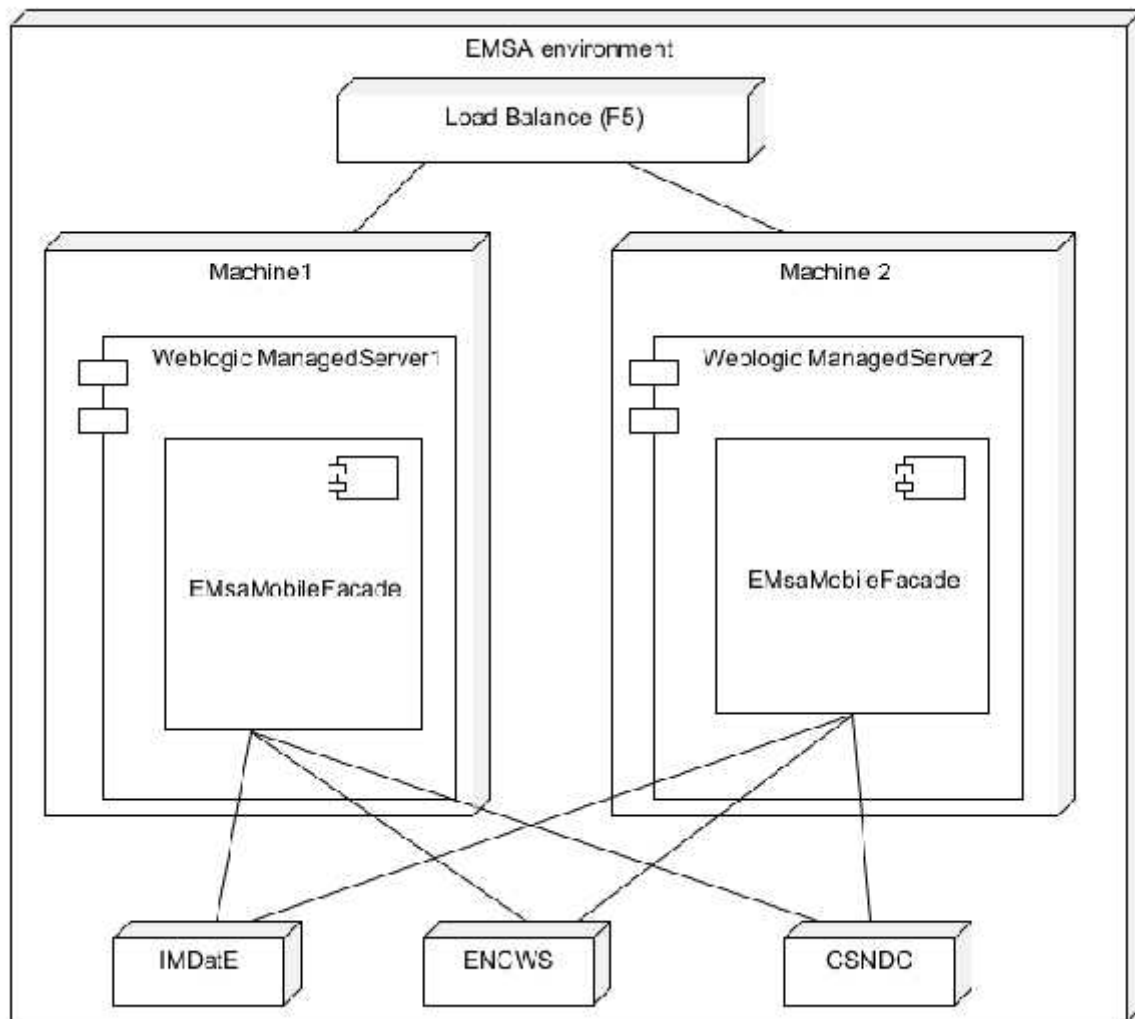 EMSA environment
Load Balance (F5)
Machine1
Machine 2
Weblogic ManagedServer1
Weblogic ManagedServer2
EMsaMobileFacade
EMsaMobileFacade
IMDatE
ENCWS
CSNDC